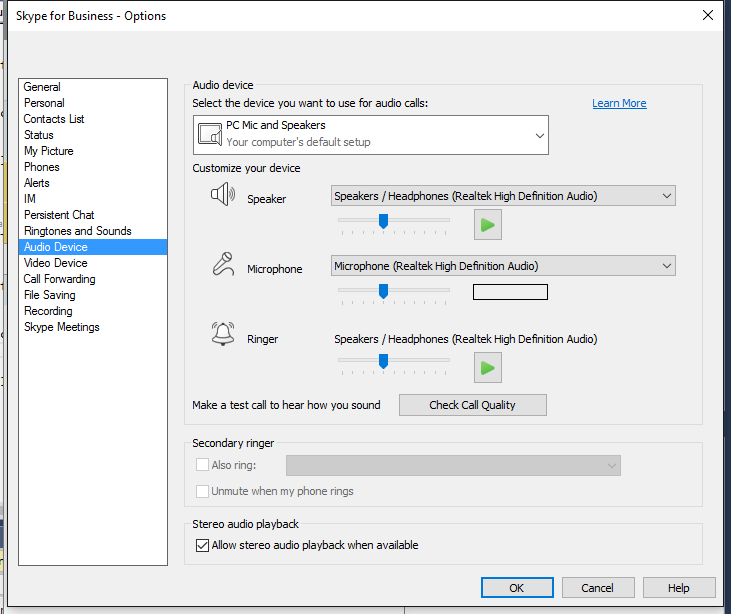 Skype for Business - Options
General
Personal
Contacts List
Status
My Picture
Phones
Alerts
IM
Persistent Chat
Ringtones and Sounds
Audio Device
Video Device
Call Forwarding
File Saving
Recording
Skype Meetings
Audio device
Select the device you want to use for audio calls:
Learn More
PC Mic and Speakers
Your computer's default setup
Customize your device
Speaker
Speakers / Headphones (Realtek High Definition Audio)
Microphone
Microphone (Realtek High Definition Audio)
Ringer
Speakers / Headphones (Realtek High Definition Audio)
Make a test call to hear how you sound
Check Call Quality
Secondary ringer
Also ring:
Unmute when my phone rings
Stereo audio playback
Allow stereo audio playback when available
OK
Cancel
Help